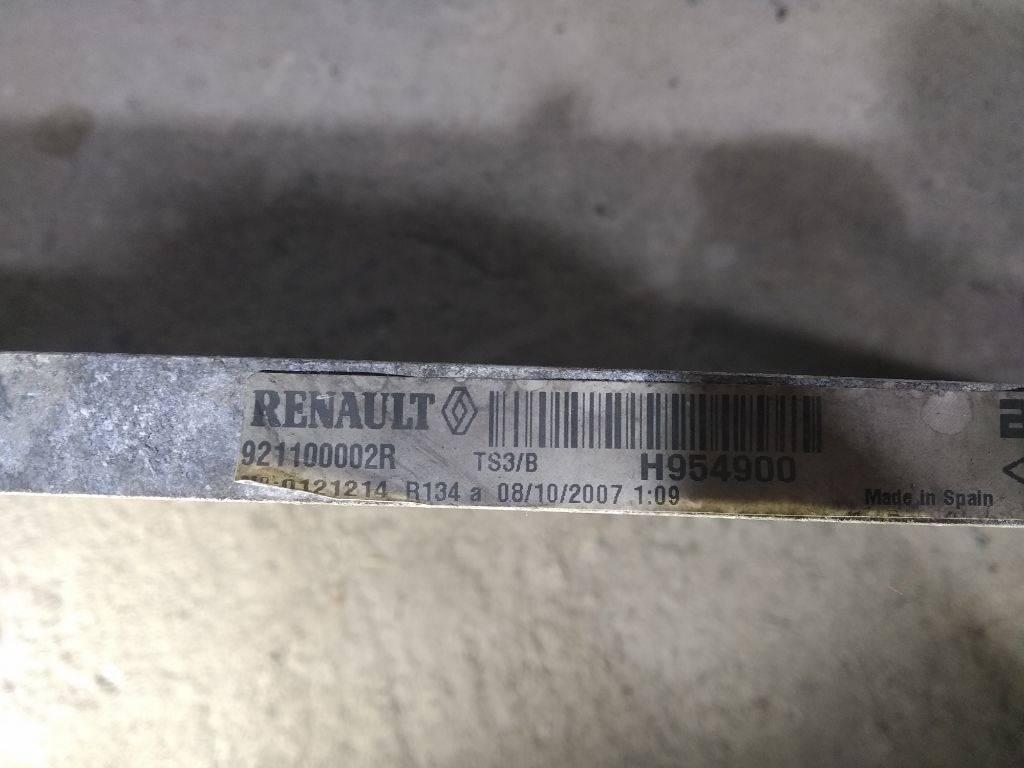 RENAULT
921100002R TS3/B H954900
R134 a 08/10/2007 1:09 Made in Spain